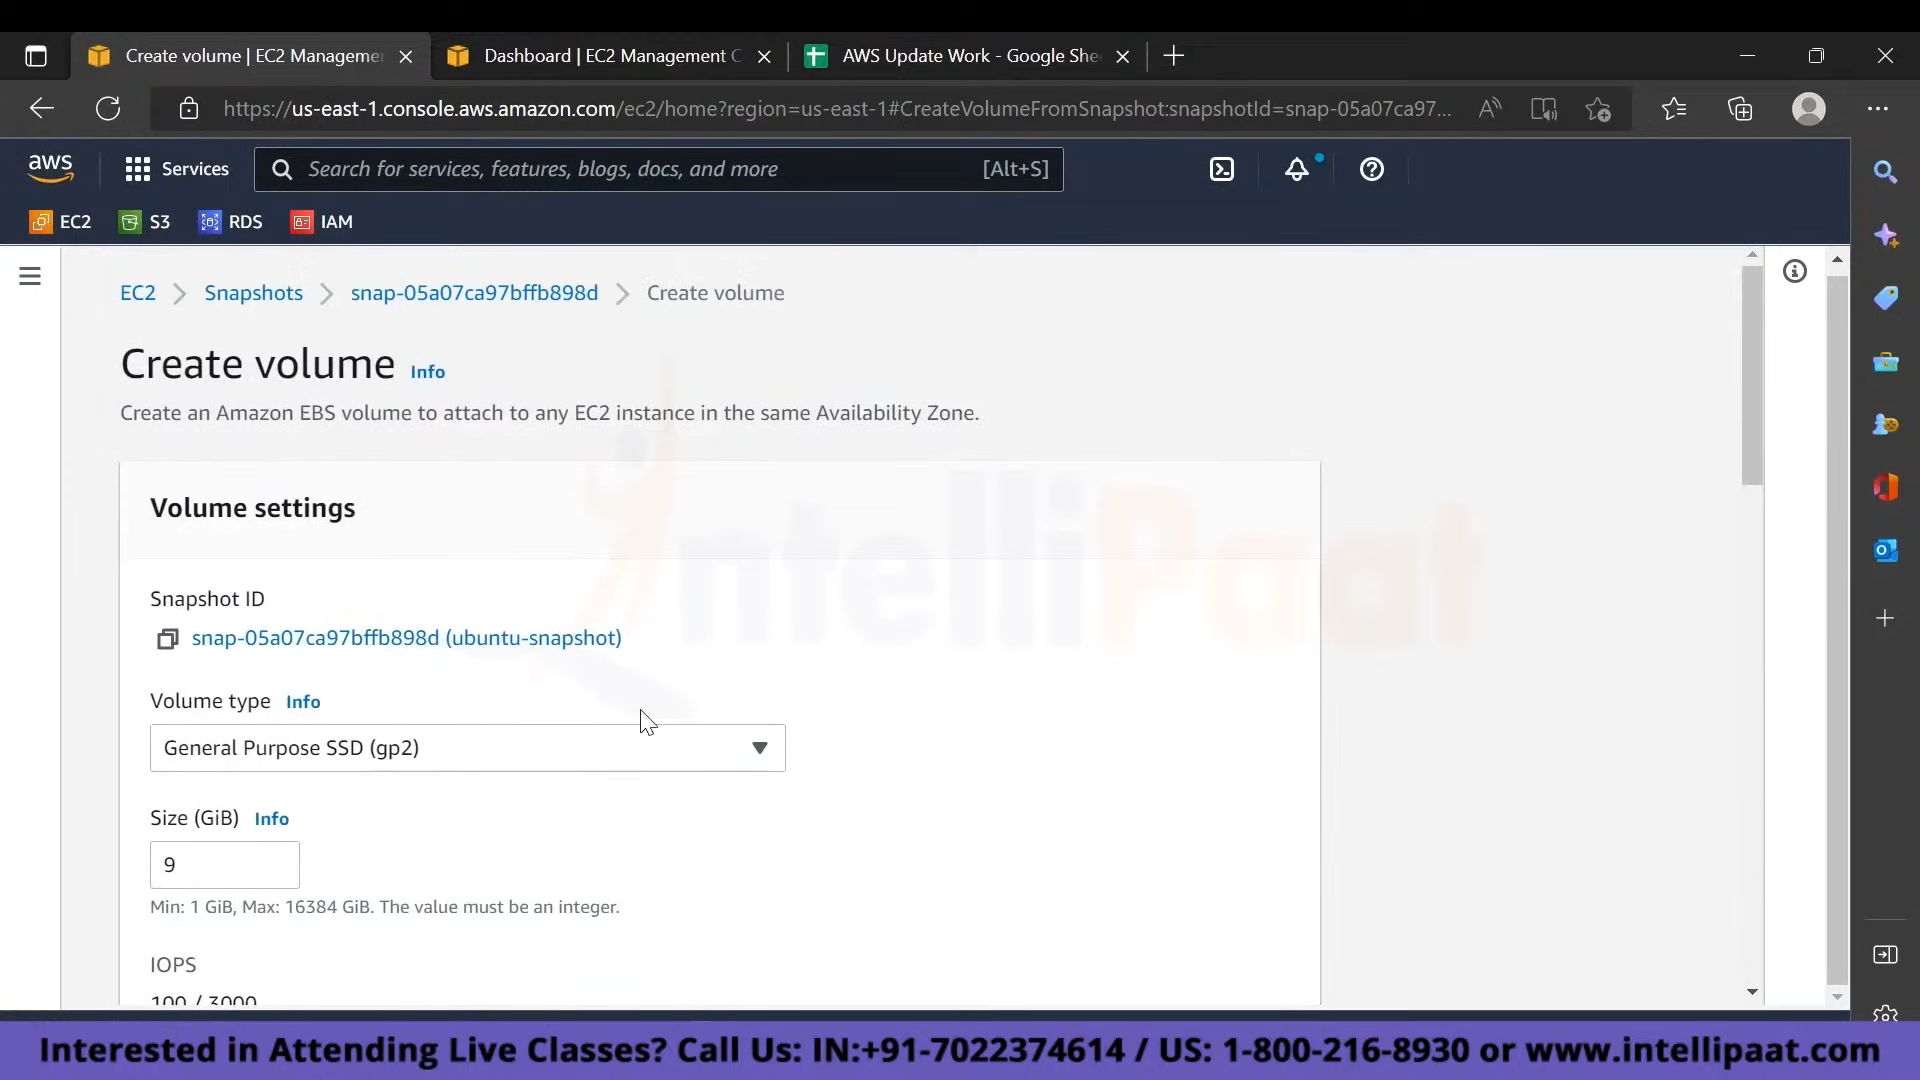 Create volume | EC2 Manageme
Dashboard | EC2 Management C
AWS Update Work - Google She
https://us-east-1.console.aws.amazon.com/ec2/home?region=us-east-1#CreateVolumeFromSnapshot:snapshotId=snap-05a07ca97...
aws
Services
Search for services, features, blogs, docs, and more
[Alt+S]
EC2
S3
RDS
IAM
EC2 > Snapshots > snap-05a07ca97bffb898d > Create volume
Create volume Info
Create an Amazon EBS volume to attach to any EC2 instance in the same Availability Zone.
Volume settings
Snapshot ID
snap-05a07ca97bffb898d (ubuntu-snapshot)
Volume type Info
General Purpose SSD (gp2)
Size (GiB) Info
9
Min: 1 GiB, Max: 16384 GiB. The value must be an integer.
IOPS
100 / 3000
intelliPaat
Interested in Attending Live Classes? Call Us: IN:+91-7022374614 / US: 1-800-216-8930 or www.intellipaat.com